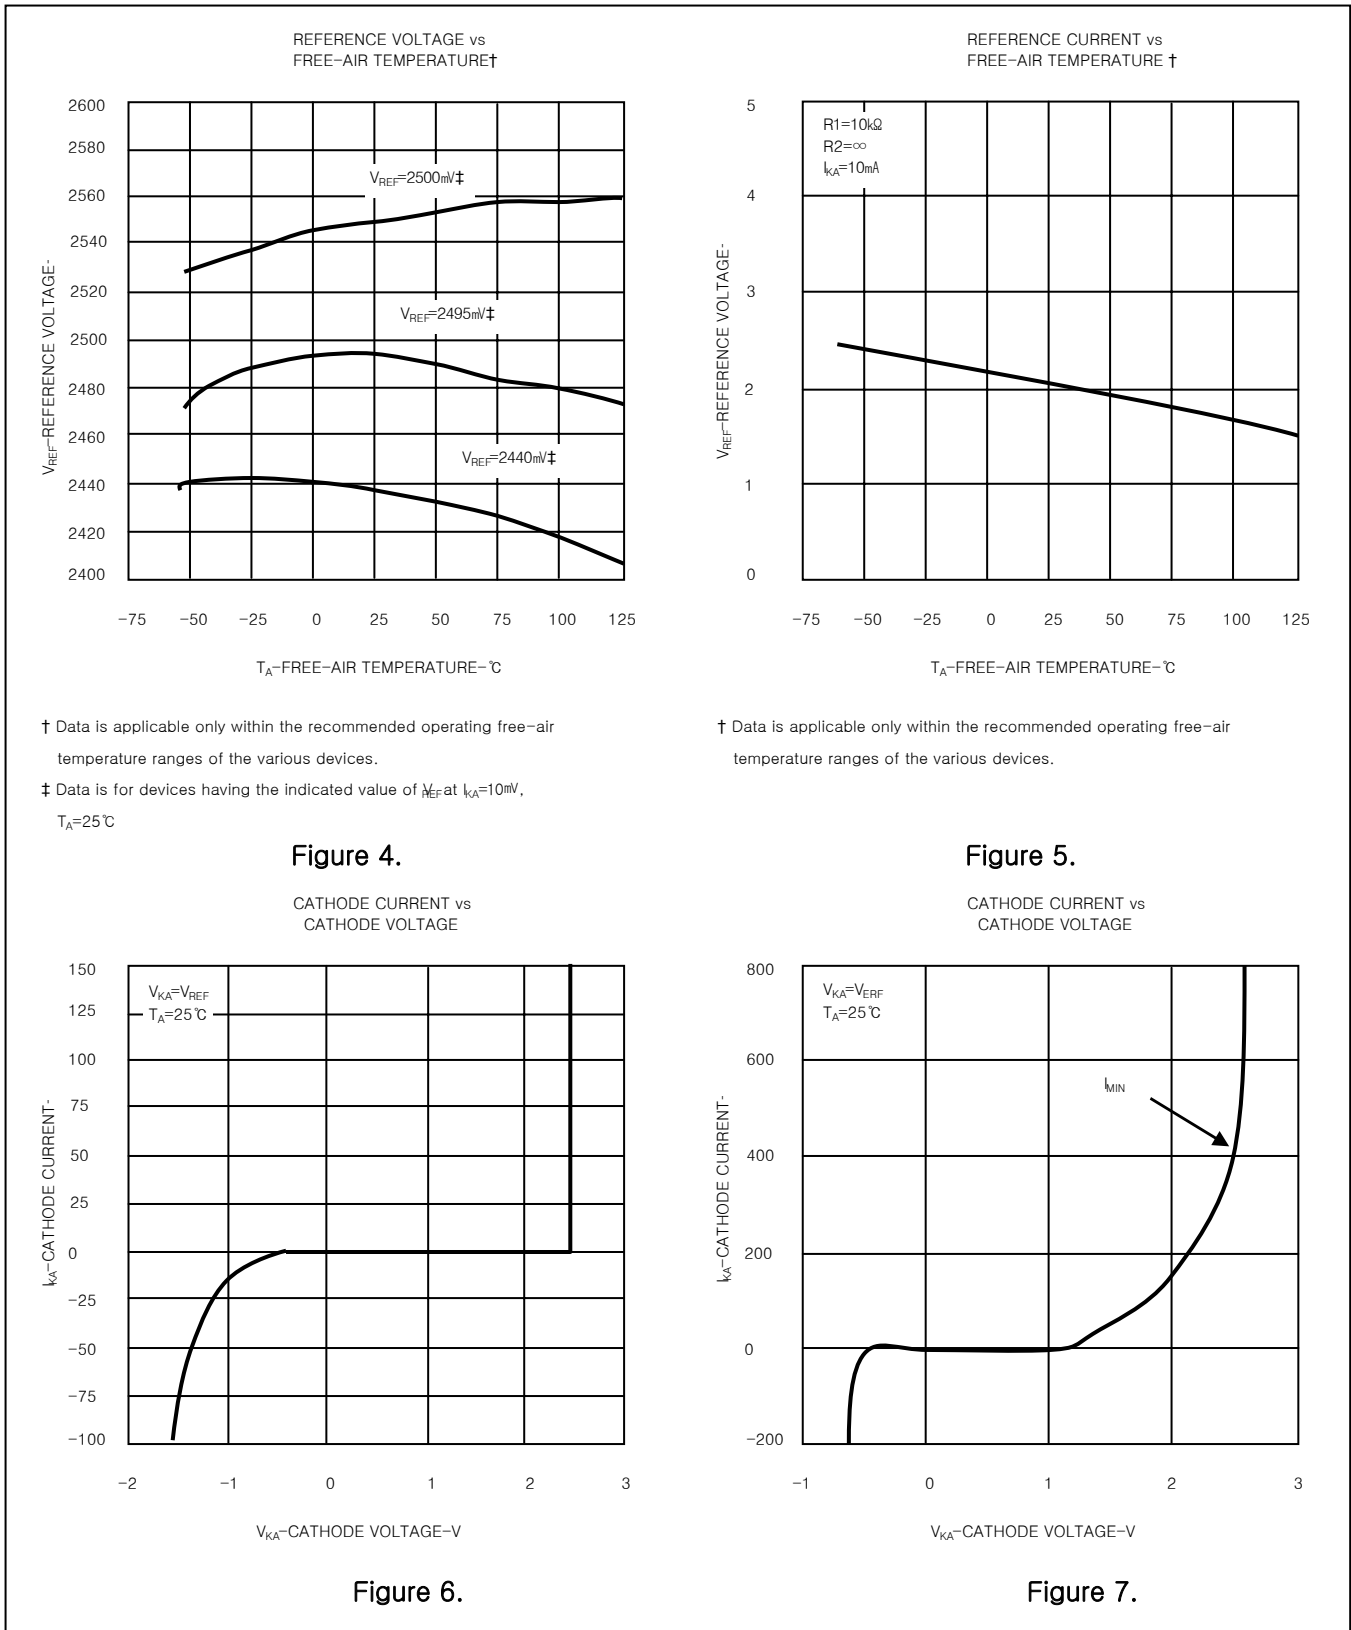 REFERENCE VOLTAGE vs
FREE-AIR TEMPERATURE†
2600
2580
2560
2540
2520
2500
2480
2460
2440
2420
2400
VREF-REFERENCE VOLTAGE-
VREF=2500㎷‡
VREF=2495㎷‡
VREF=2440㎷‡
-75 -50 -25 0 25 50 75 100 125
TA-FREE-AIR TEMPERATURE-℃
† Data is applicable only within the recommended operating free-air
temperature ranges of the various devices.
‡ Data is for devices having the indicated value of VREF at IKA=10㎷,
TA=25℃
Figure 4.
REFERENCE CURRENT vs
FREE-AIR TEMPERATURE †
5
4
3
2
1
0
VREF-REFERENCE VOLTAGE-
R1=10㏀
R2=∞
IKA=10㎃
-75 -50 -25 0 25 50 75 100 125
TA-FREE-AIR TEMPERATURE-℃
† Data is applicable only within the recommended operating free-air
temperature ranges of the various devices.
Figure 5.
CATHODE CURRENT vs
CATHODE VOLTAGE
150
125
100
75
50
25
0
-25
-50
-75
-100
IKA-CATHODE CURRENT-
VKA=VREF
TA=25℃
-2 -1 0 1 2 3
VKA-CATHODE VOLTAGE-V
Figure 6.
CATHODE CURRENT vs
CATHODE VOLTAGE
800
600
400
200
0
-200
IKA-CATHODE CURRENT-
VKA=VERF
TA=25℃
IMIN
-1 0 1 2 3
VKA-CATHODE VOLTAGE-V
Figure 7.